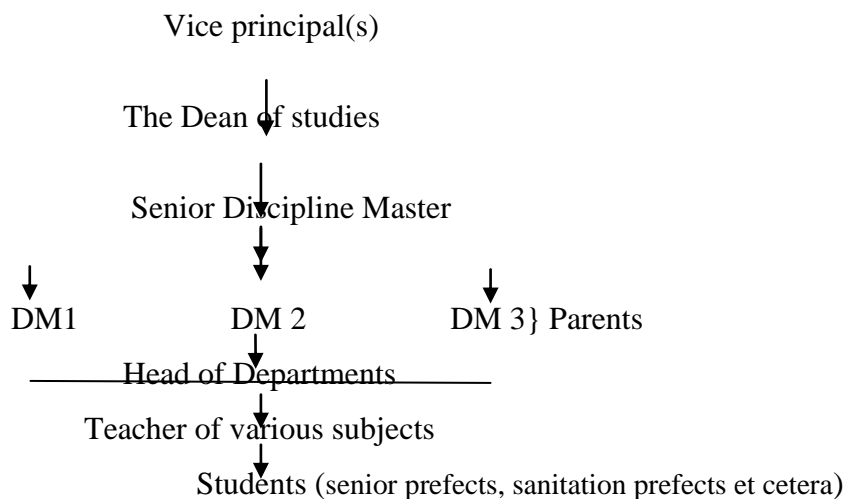 Vice principal(s)
The Dean of studies
Senior Discipline Master
DM1 DM 2 DM 3} Parents
Head of Departments
Teacher of various subjects
Students (senior prefects, sanitation prefects et cetera)